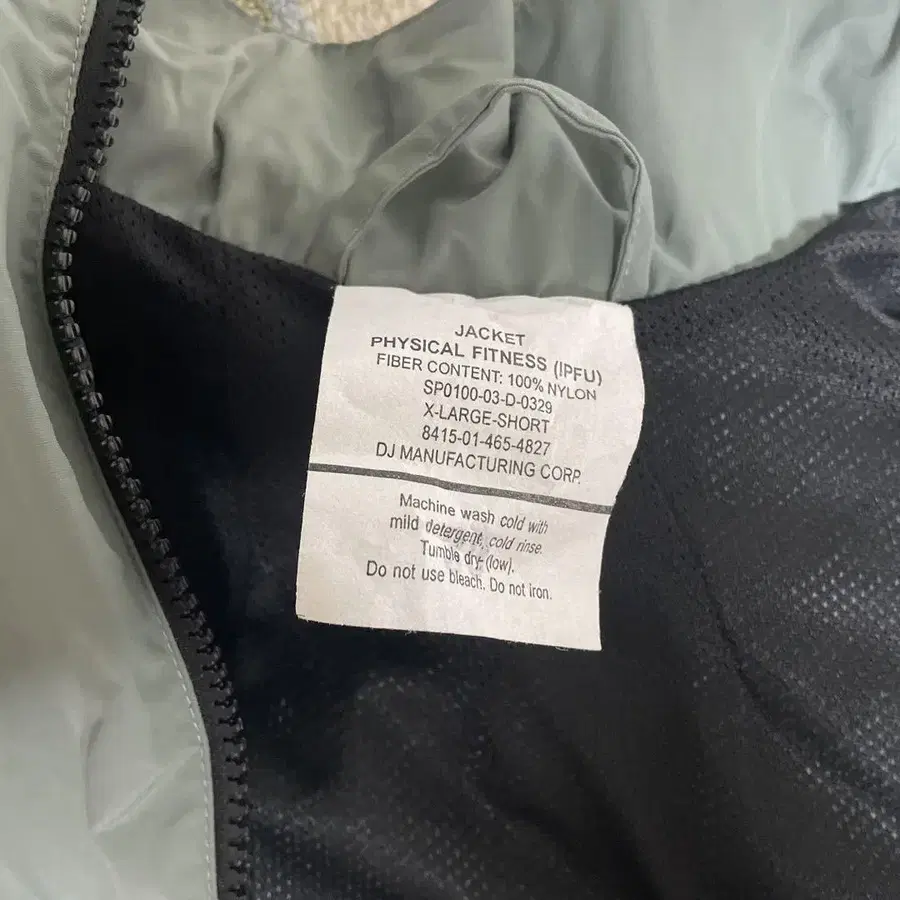 JACKET
PHYSICAL FITNESS (IPFU)
FIBER CONTENT: 100% NYLON
SP0100-03-D-0329
X-LARGE-SHORT
8415-01-465-4827
DJ MANUFACTURING CORP.
Machine wash cold with
mild detergent, cold rinse.
Tumble dry (low).
Do not use bleach. Do not iron.